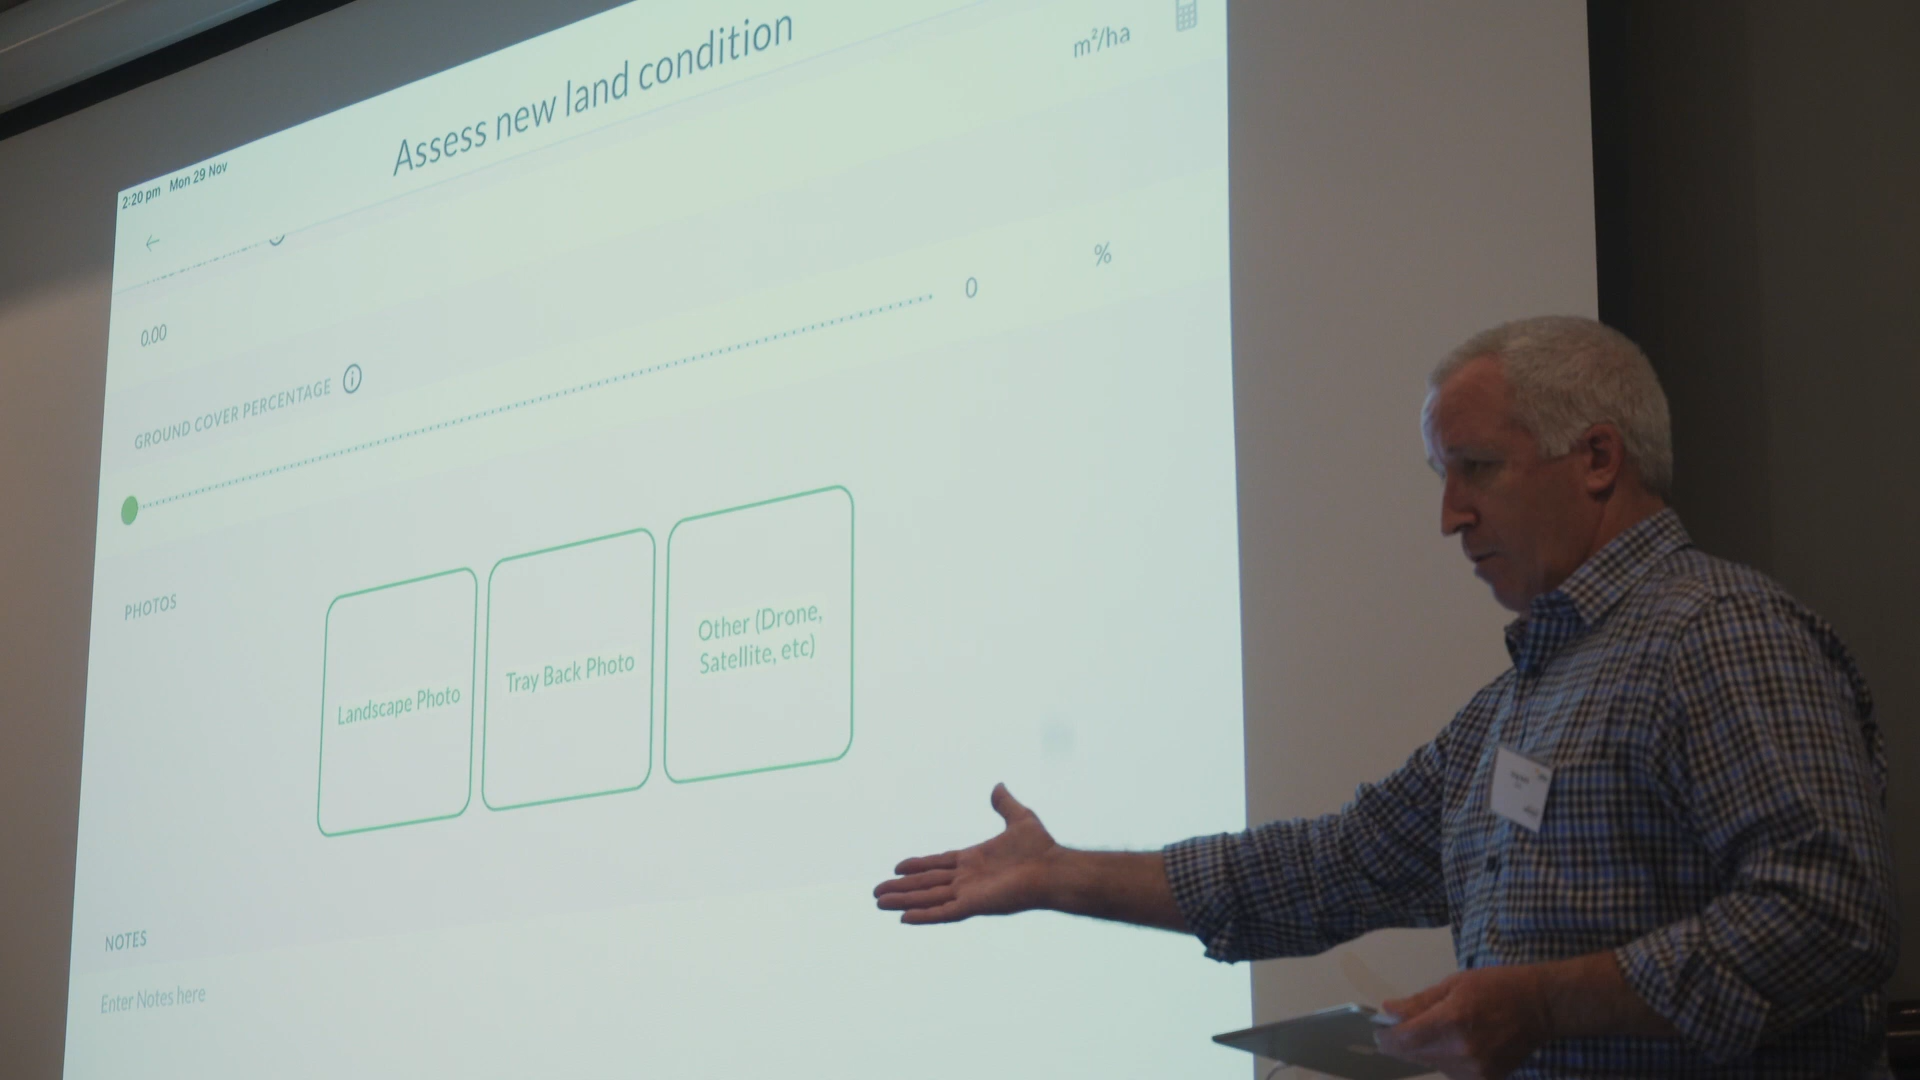 2:20 pm Mon 29 Nov
Assess new land condition
m²/ha
0.00
GROUND COVER PERCENTAGE
0
%
PHOTOS
Landscape Photo
Tray Back Photo
Other (Drone,
Satellite, etc)
NOTES
Enter Notes here